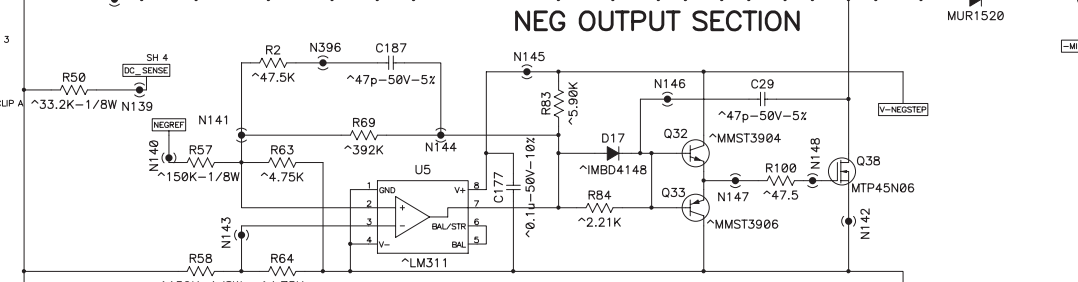 NEG OUTPUT SECTION
MUR1520
3
SH 4
DC_SENSE
R50
^33.2K-1/8W
N139
CLIP A
R2
^47.5K
N396
C187
^47p-50V-5%
N145
R83
^5.90K
N146
C29
^47p-50V-5%
V-NEGSTEP
NEGREF
N141
N140
R57
^150K-1/8W
R69
^392K
N144
R63
^4.75K
D17
^IMBD4148
Q32
^MMST3904
U5
C177
^0.1u-50V-10%
R84
^2.21K
Q33
^MMST3906
N147
R100
^47.5
N148
Q38
MTP45N06
N142
N143
1 GND V+ 8
2 + 7
3 - BAL/STR 6
4 V- BAL 5
^LM311
R58
R64